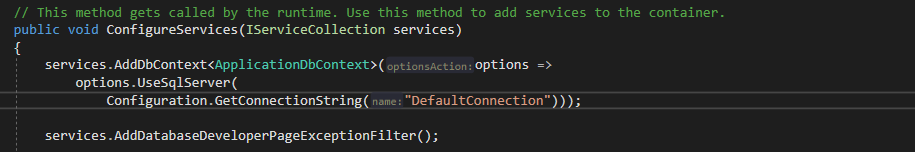 // This method gets called by the runtime. Use this method to add services to the container.
public void ConfigureServices(IServiceCollection services)
{
    services.AddDbContext<ApplicationDbContext>(optionsAction: options =>
        options.UseSqlServer(
            Configuration.GetConnectionString(name: "DefaultConnection")));
    services.AddDatabaseDeveloperPageExceptionFilter();